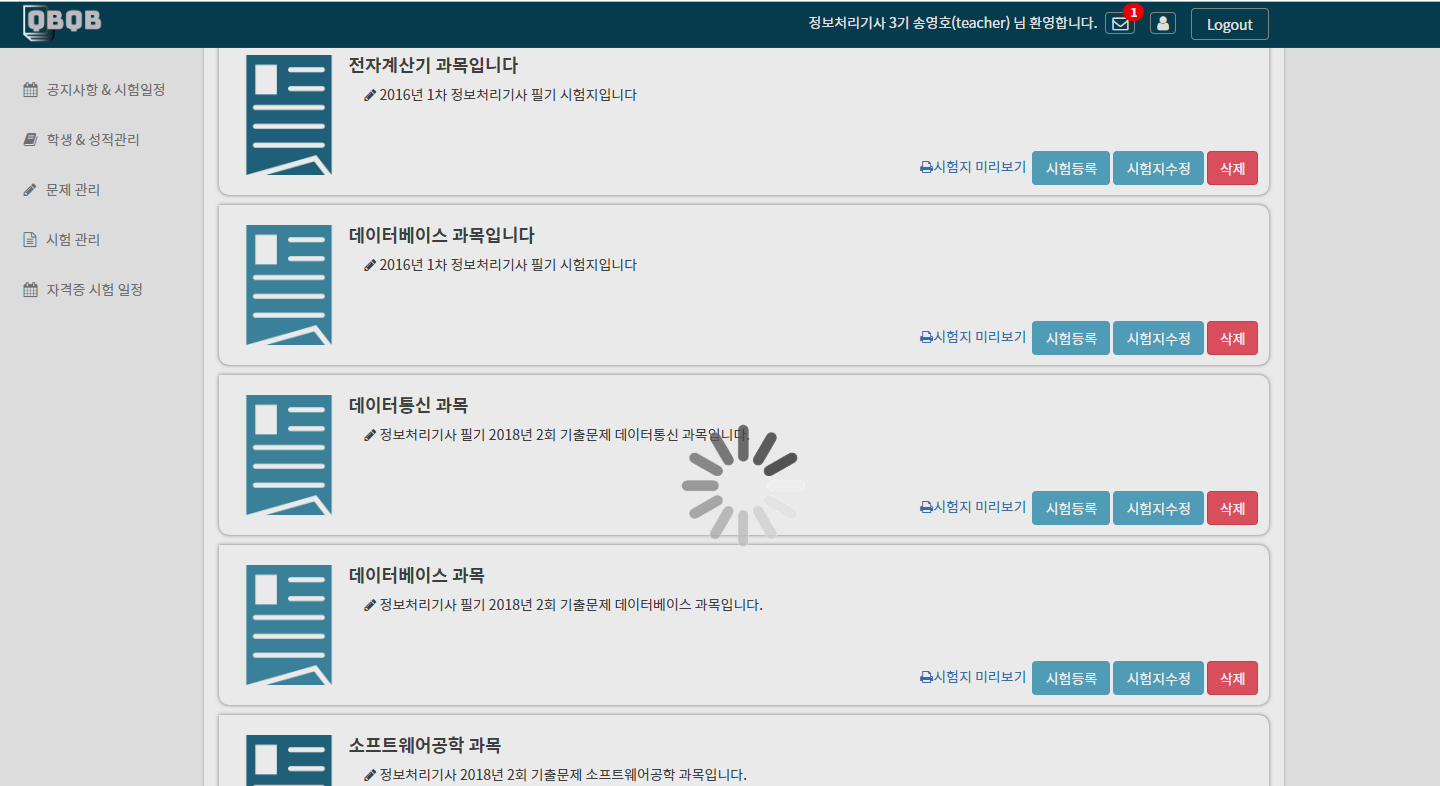 QBQB
정보처리기사 3기 송영호(teacher) 님 환영합니다.
1
Logout
공지사항 & 시험일정
학생 & 성적관리
문제 관리
시험 관리
자격증 시험 일정
전자계산기 과목입니다
2016년 1차 정보처리기사 필기 시험지입니다
시험지 미리보기 시험등록 시험지수정 삭제
데이터베이스 과목입니다
2016년 1차 정보처리기사 필기 시험지입니다
시험지 미리보기 시험등록 시험지수정 삭제
데이터통신 과목
정보처리기사 필기 2018년 2회 기출문제 데이터통신 과목입니다.
시험지 미리보기 시험등록 시험지수정 삭제
데이터베이스 과목
정보처리기사 필기 2018년 2회 기출문제 데이터베이스 과목입니다.
시험지 미리보기 시험등록 시험지수정 삭제
소프트웨어공학 과목
정보처리기사 2018년 2회 기출문제 소프트웨어공학 과목입니다.